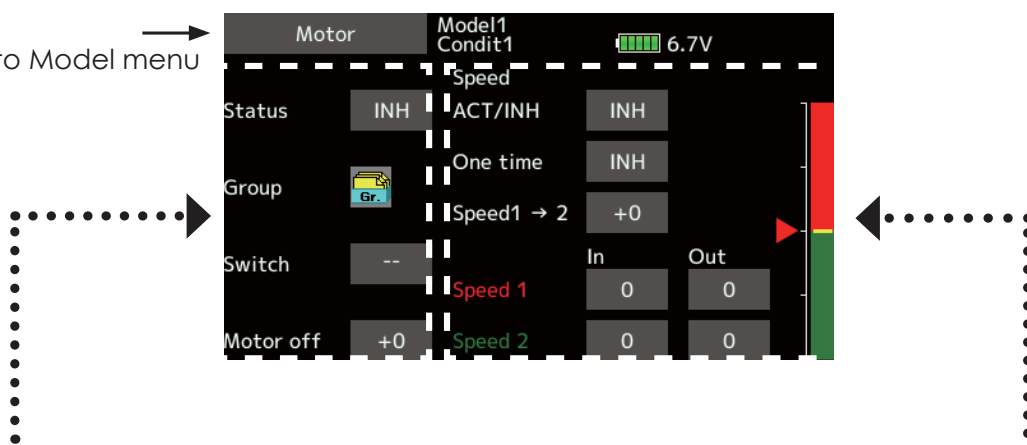 to Model menu
Motor
Model1
Condit1
6.7V
Status
INH
Group
Gr.
Switch
--
Motor off
+0
Speed
ACT/INH
INH
One time
INH
Speed1 → 2
+0
In
Out
Speed 1
0
0
Speed 2
0
0